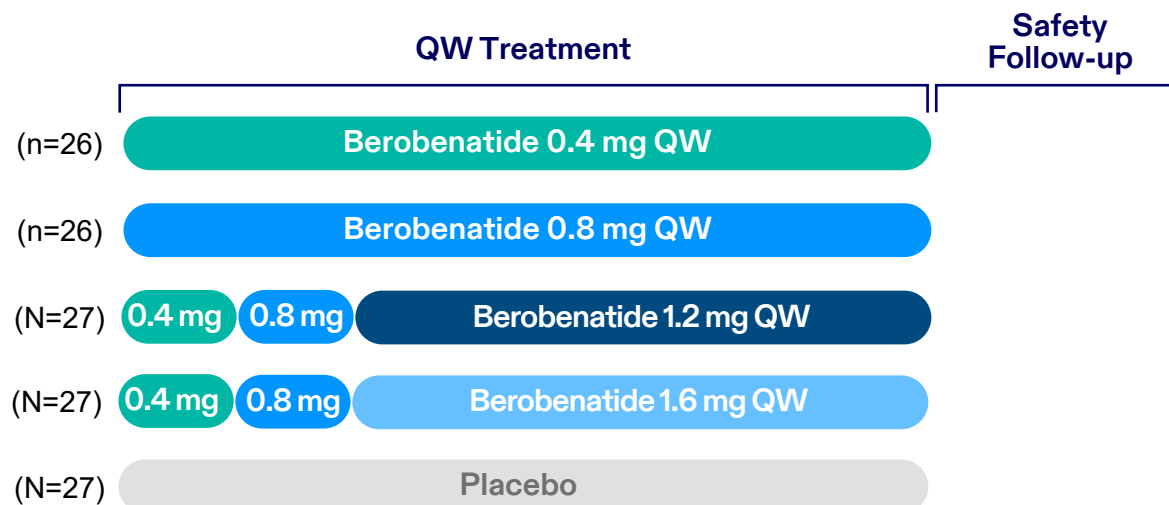 QW Treatment
Safety
Follow-up
(n=26) Berobenatide 0.4 mg QW
(n=26) Berobenatide 0.8 mg QW
(N=27) 0.4 mg 0.8 mg Berobenatide 1.2 mg QW
(N=27) 0.4 mg 0.8 mg Berobenatide 1.6 mg QW
(N=27) Placebo